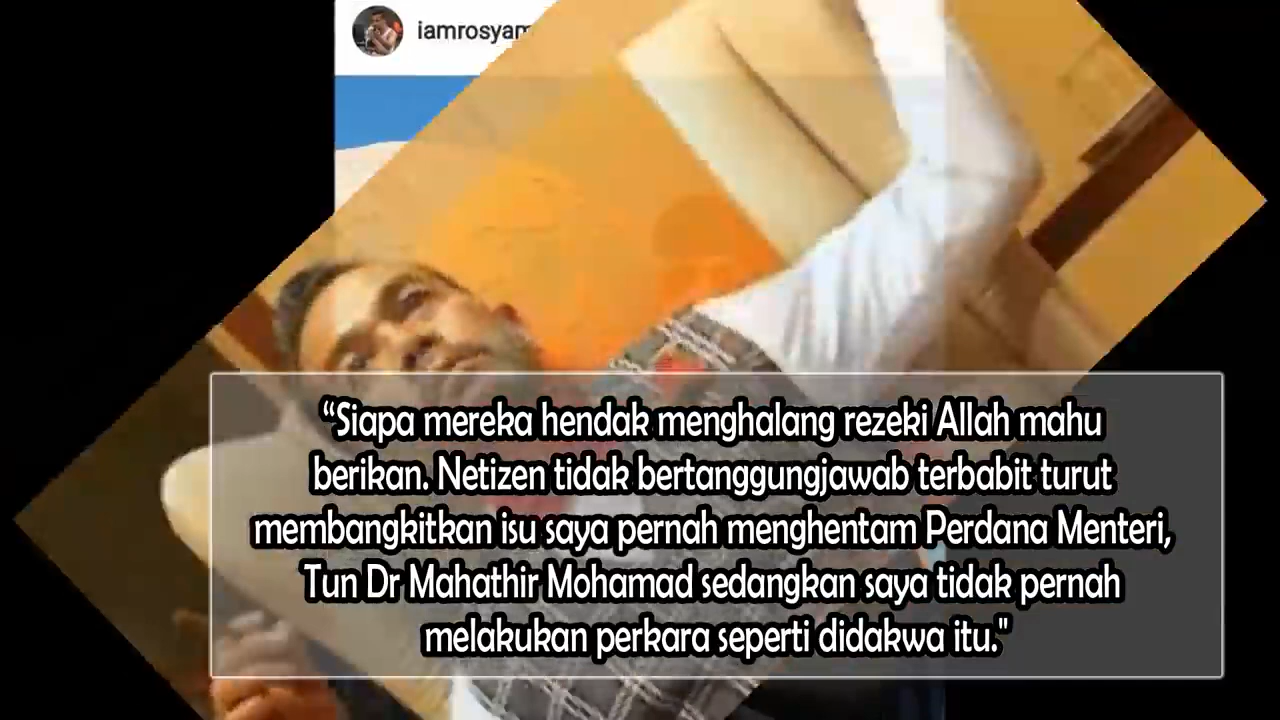 iamrosyam
“Siapa mereka hendak menghalang rezeki Allah mahu
berikan. Netizen tidak bertanggungjawab terbabit turut
membangkitkan isu saya pernah menghentam Perdana Menteri,
Tun Dr Mahathir Mohamad sedangkan saya tidak pernah
melakukan perkara seperti didakwa itu."